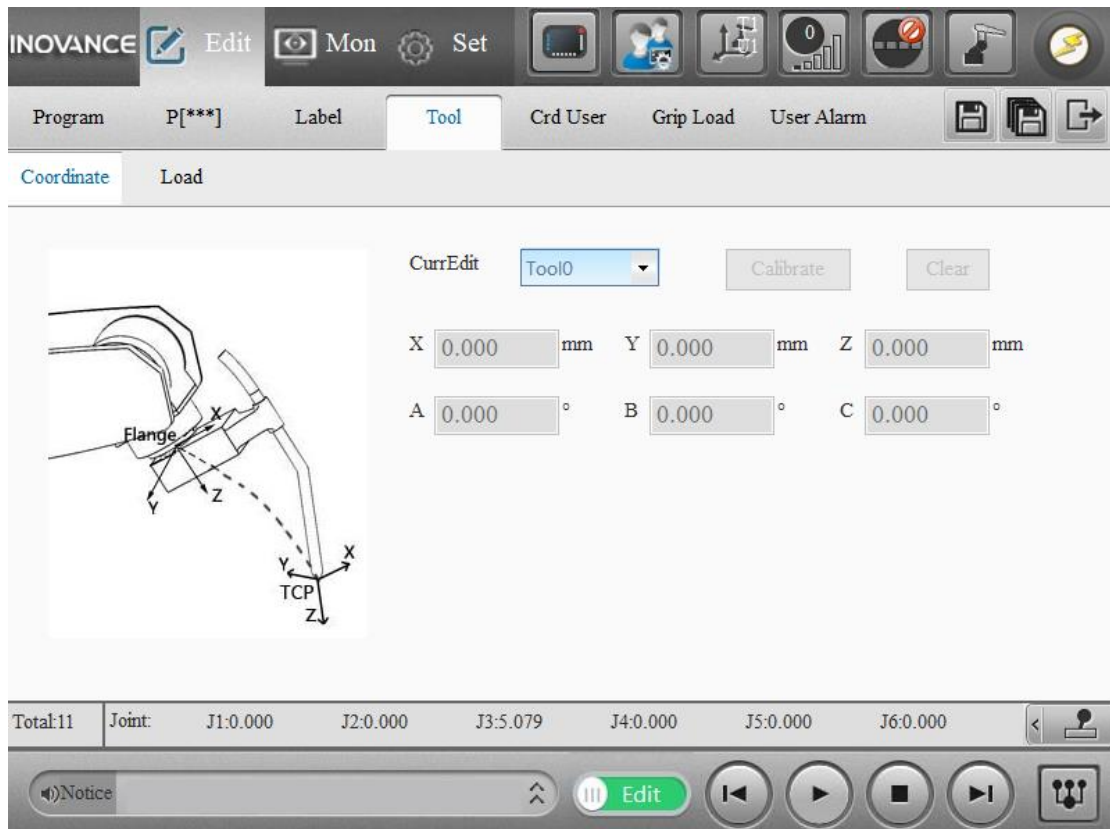 INOVANCE Edit Mon Set
T1
U1
0
Program P[***] Label Tool Crd User Grip Load User Alarm
Coordinate Load
CurrEdit Tool0 Calibrate Clear
X 0.000 mm Y 0.000 mm Z 0.000 mm
A 0.000 ° B 0.000 ° C 0.000 °
Flange X
Y Z
Y X
TCP
Z
Total:11 Joint: J1:0.000 J2:0.000 J3:5.079 J4:0.000 J5:0.000 J6:0.000
Notice Edit